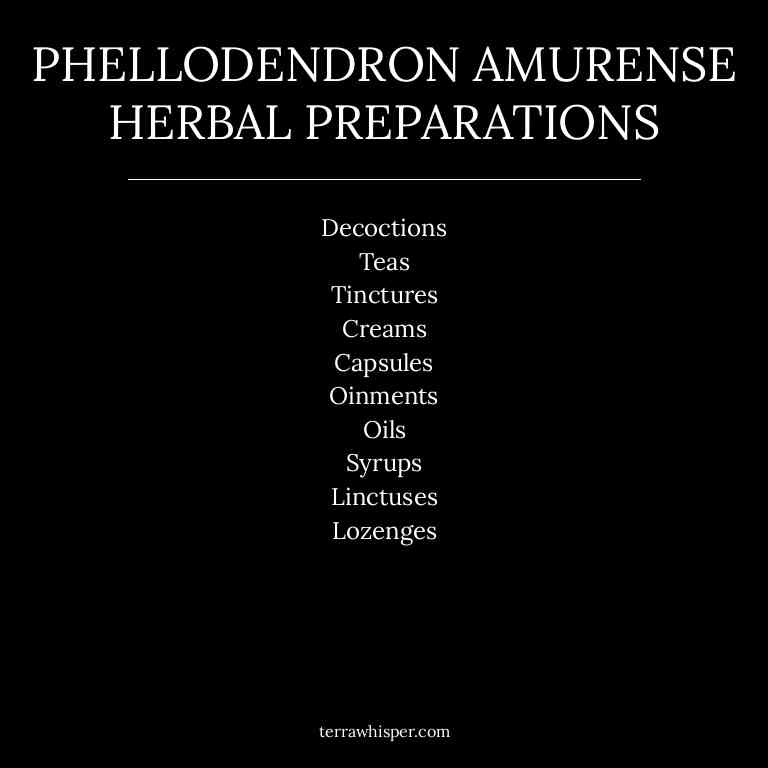 PHELLODENDRON AMURENSE
HERBAL PREPARATIONS
Decoctions
Teas
Tinctures
Creams
Capsules
Oinments
Oils
Syrups
Linctuses
Lozenges
terrawhisper.com